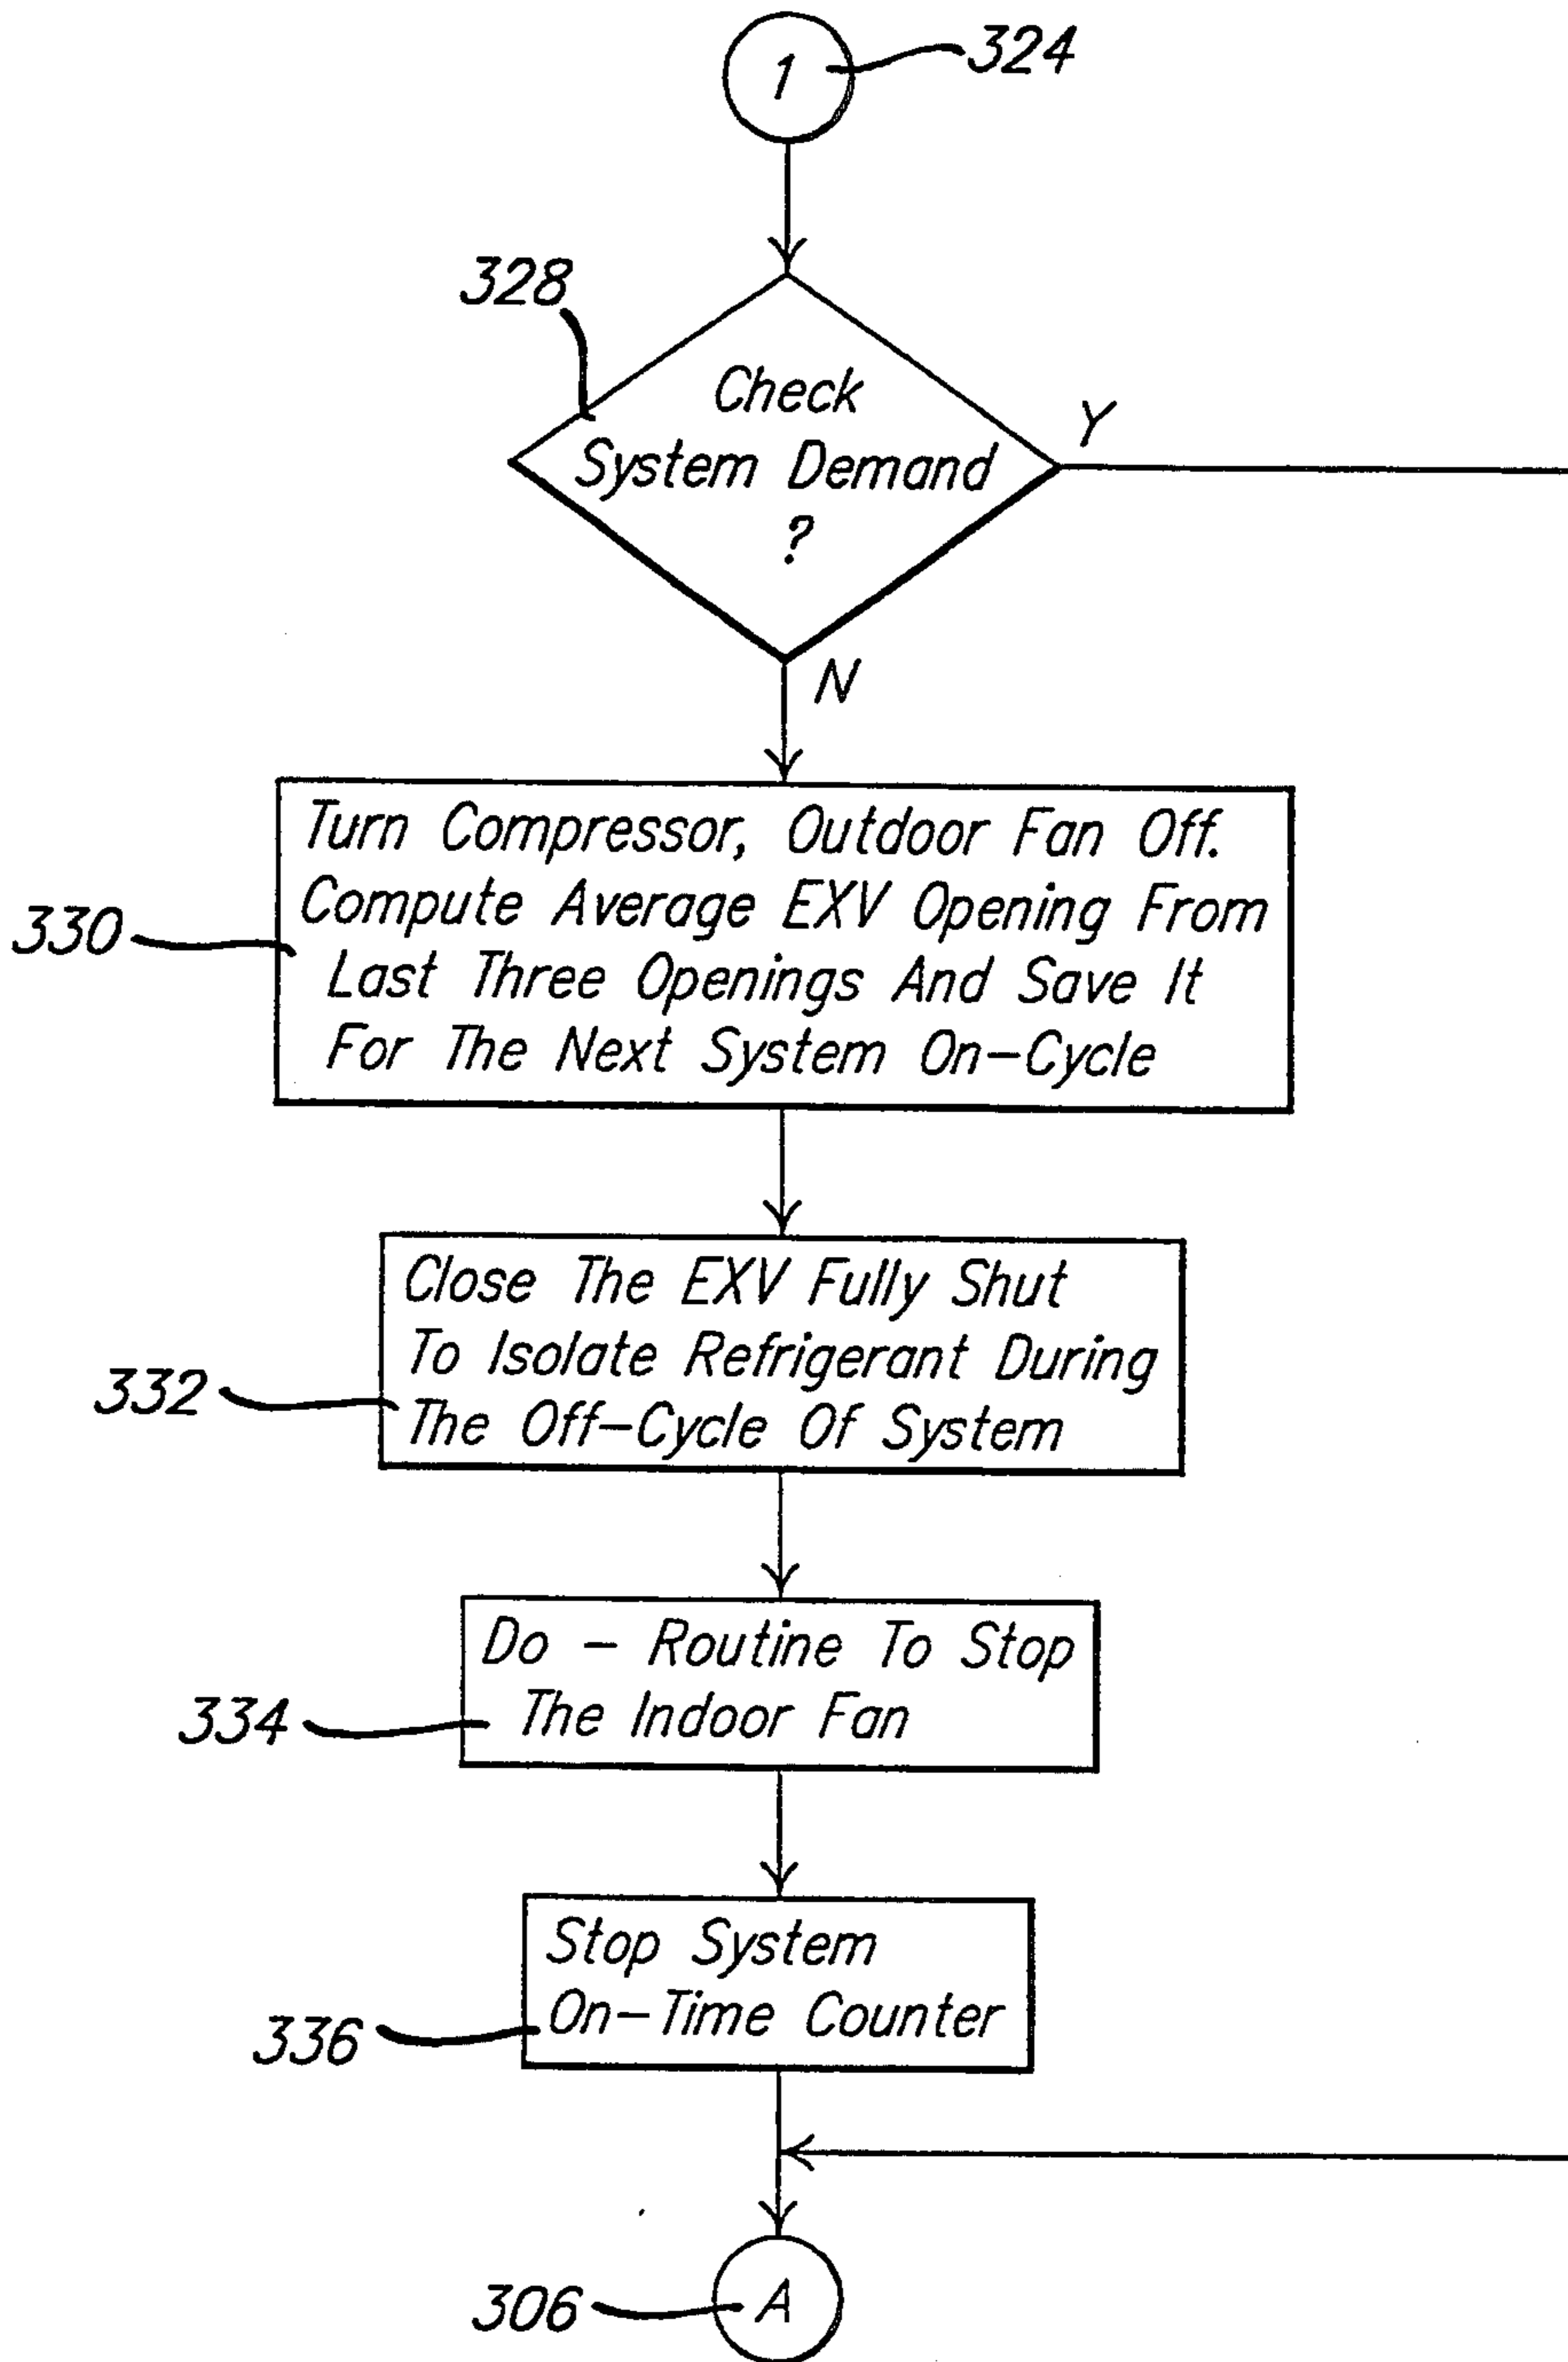 1
324
328
Check
System Demand
?
Y
N
330
Turn Compressor, Outdoor Fan Off.
Compute Average EXV Opening From
Last Three Openings And Save It
For The Next System On-Cycle
332
Close The EXV Fully Shut
To Isolate Refrigerant During
The Off-Cycle Of System
334
Do - Routine To Stop
The Indoor Fan
336
Stop System
On-Time Counter
306
A